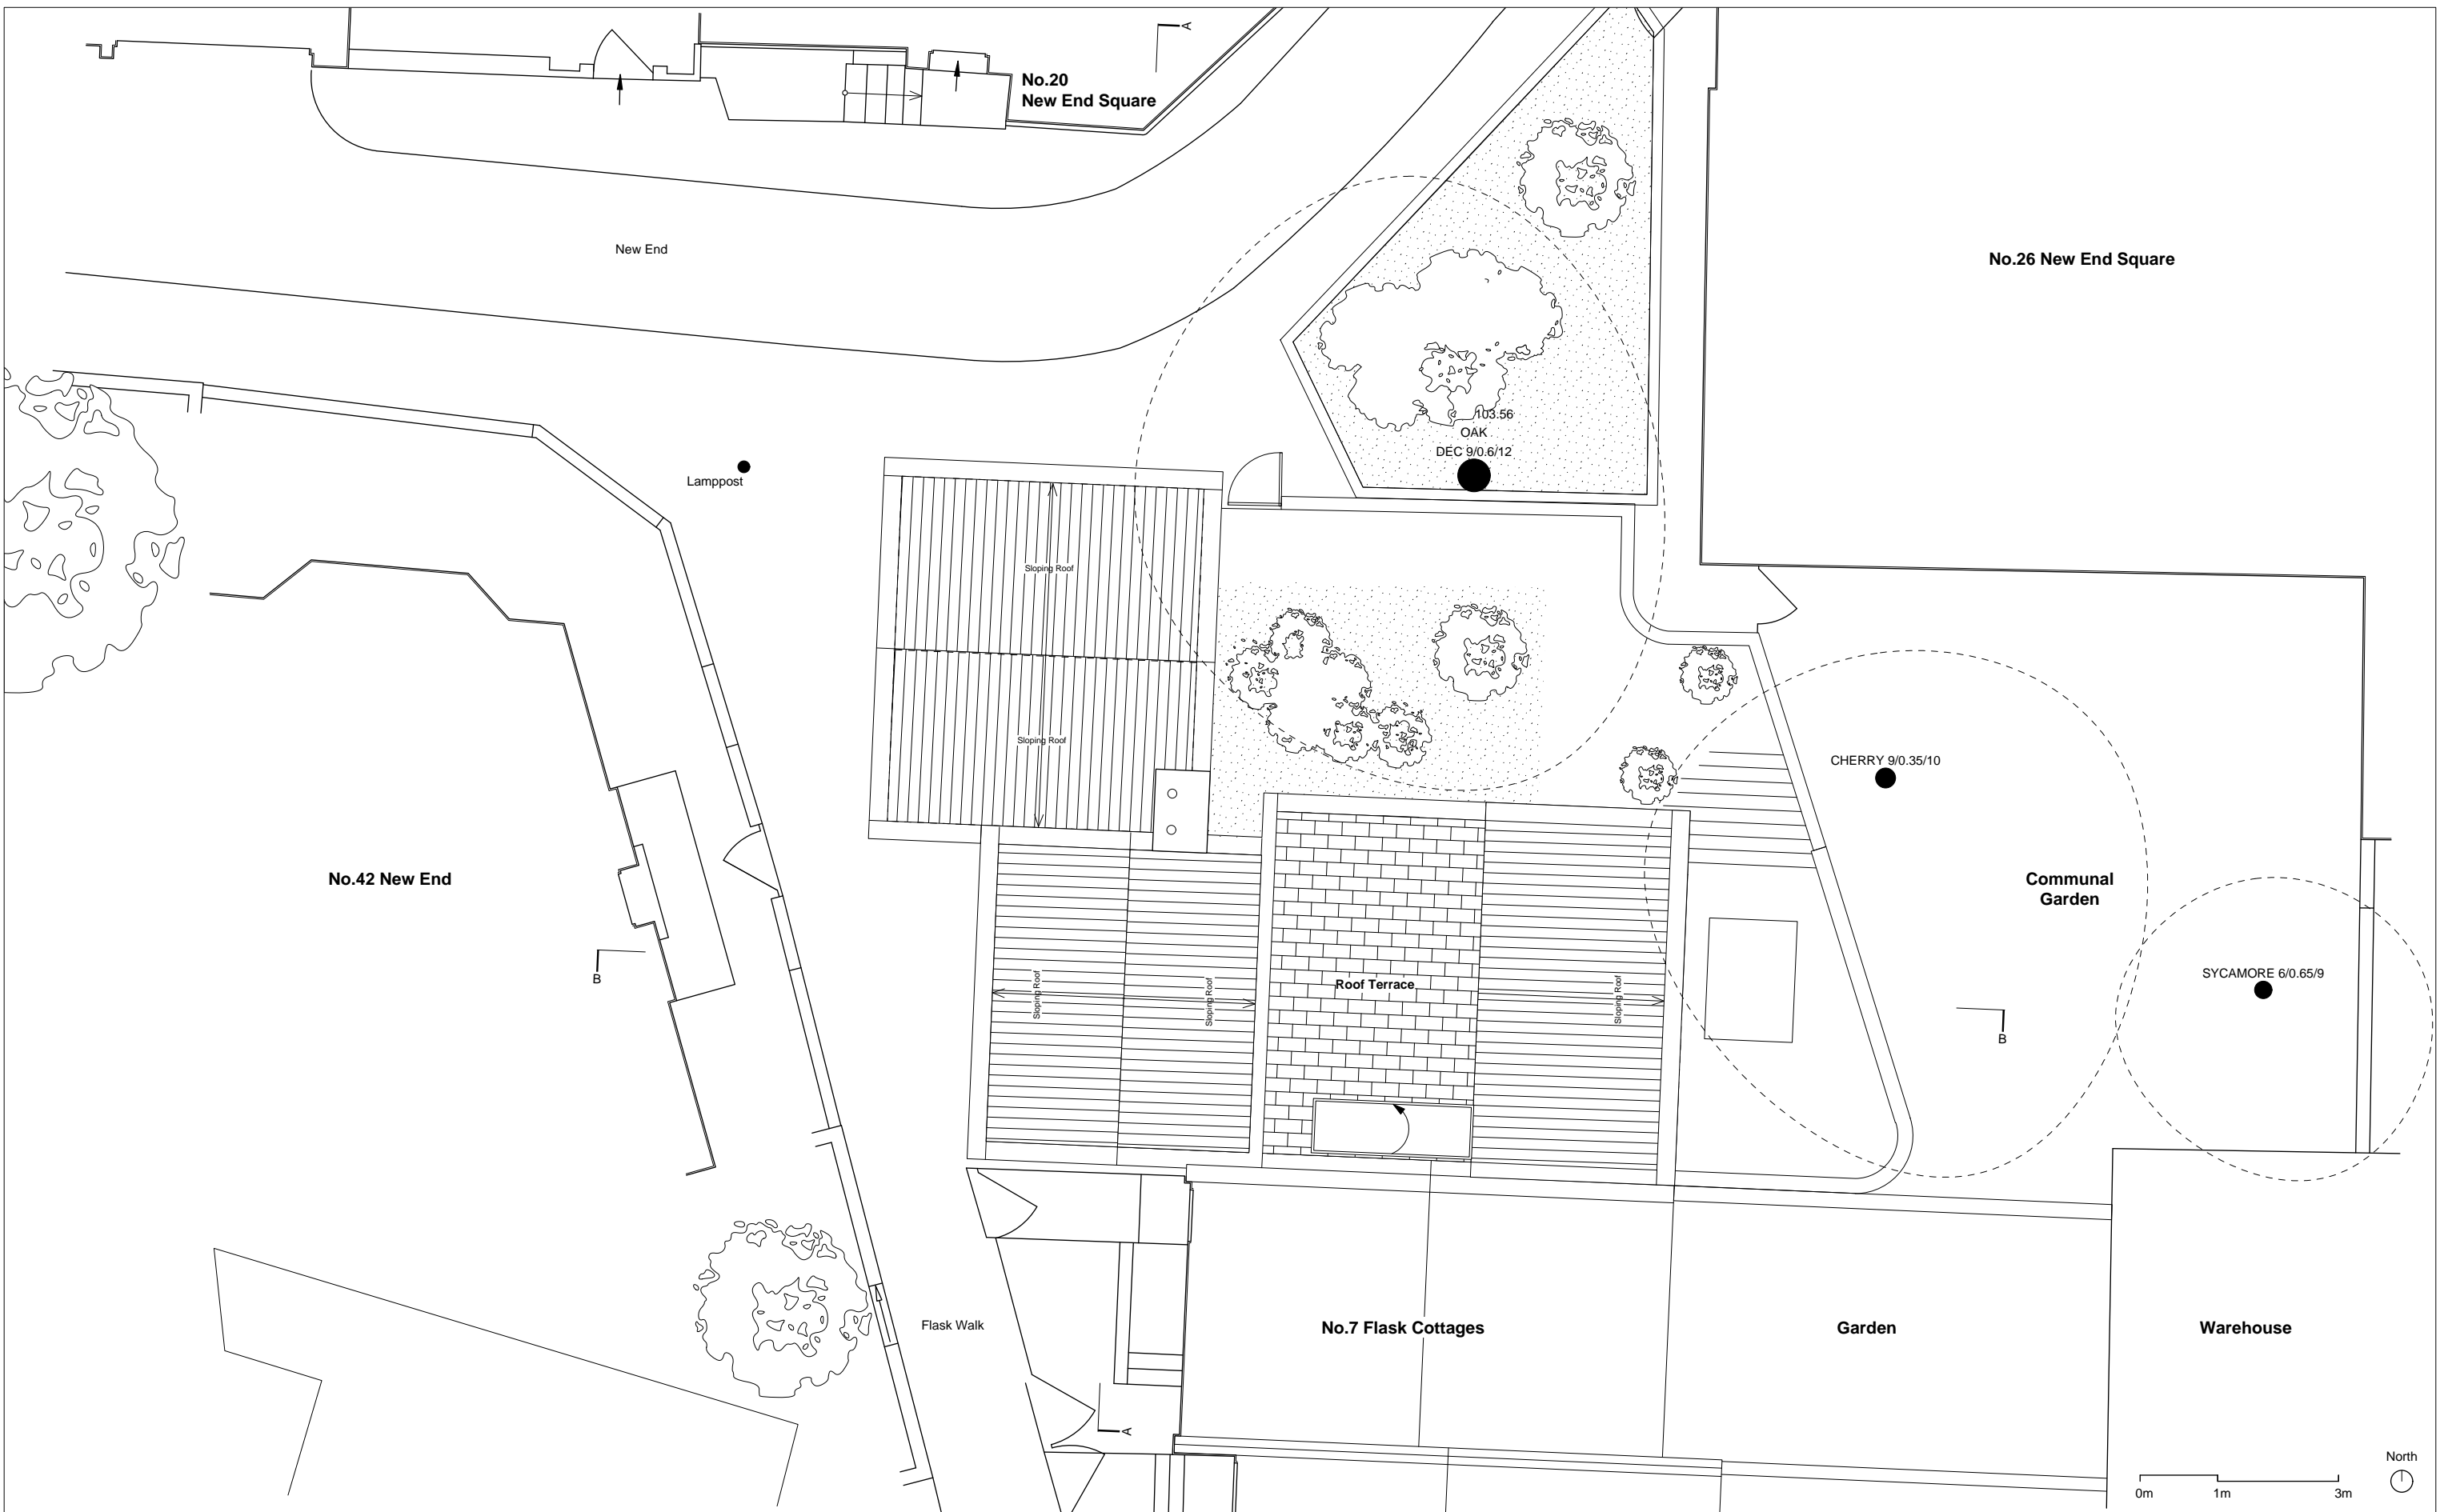 A
No.20
New End Square
New End
No.26 New End Square
103.56
OAK
DEC 9/0.6/12
Lamppost
Sloping Roof
Sloping Roof
CHERRY 9/0.35/10
No.42 New End
Communal
Garden
B
SYCAMORE 6/0.65/9
Sloping Roof
Sloping Roof
Roof Terrace
Sloping Roof
B
Flask Walk
No.7 Flask Cottages
Garden
Warehouse
A
North
0m 1m 3m